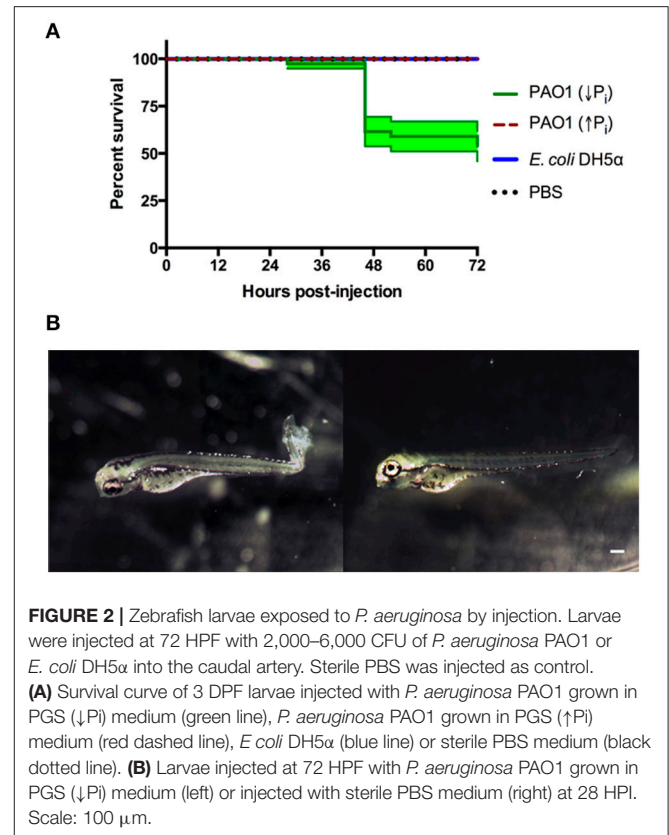 A
Percent survival
100
75
50
25
0
0 12 24 36 48 60 72
Hours post-injection
PAO1 (↓Pi)
PAO1 (↑Pi)
E. coli DH5α
PBS
B
FIGURE 2 | Zebrafish larvae exposed to P. aeruginosa by injection. Larvae
were injected at 72 HPF with 2,000–6,000 CFU of P. aeruginosa PAO1 or
E. coli DH5α into the caudal artery. Sterile PBS was injected as control.
(A) Survival curve of 3 DPF larvae injected with P. aeruginosa PAO1 grown in
PGS (↓Pi) medium (green line), P. aeruginosa PAO1 grown in PGS (↑Pi)
medium (red dashed line), E coli DH5α (blue line) or sterile PBS medium (black
dotted line). (B) Larvae injected at 72 HPF with P. aeruginosa PAO1 grown in
PGS (↓Pi) medium (left) or injected with sterile PBS medium (right) at 28 HPI.
Scale: 100 μm.